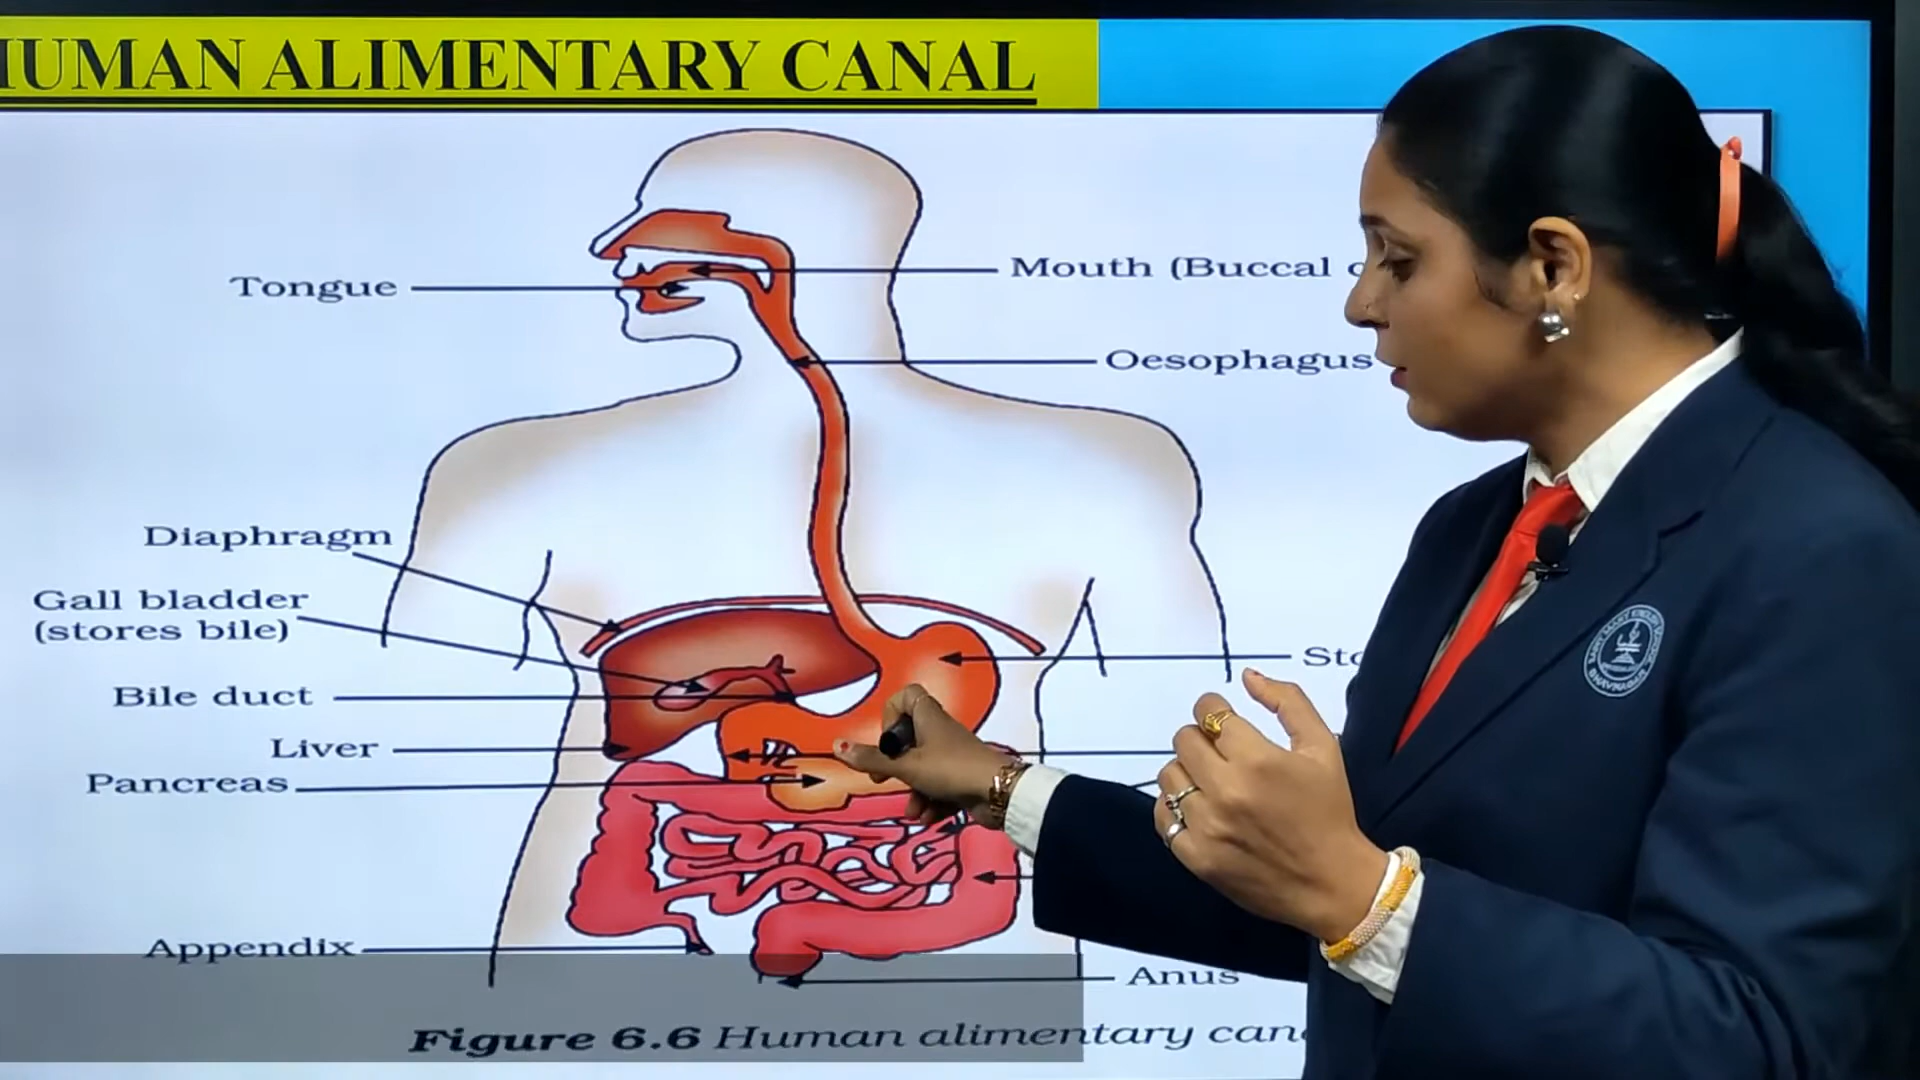 HUMAN ALIMENTARY CANAL
Tongue
Mouth (Buccal
Oesophagus
Diaphragm
Gall bladder
(stores bile)
Bile duct
Liver
Pancreas
Appendix
Anus
Figure 6.6 Human alimentary